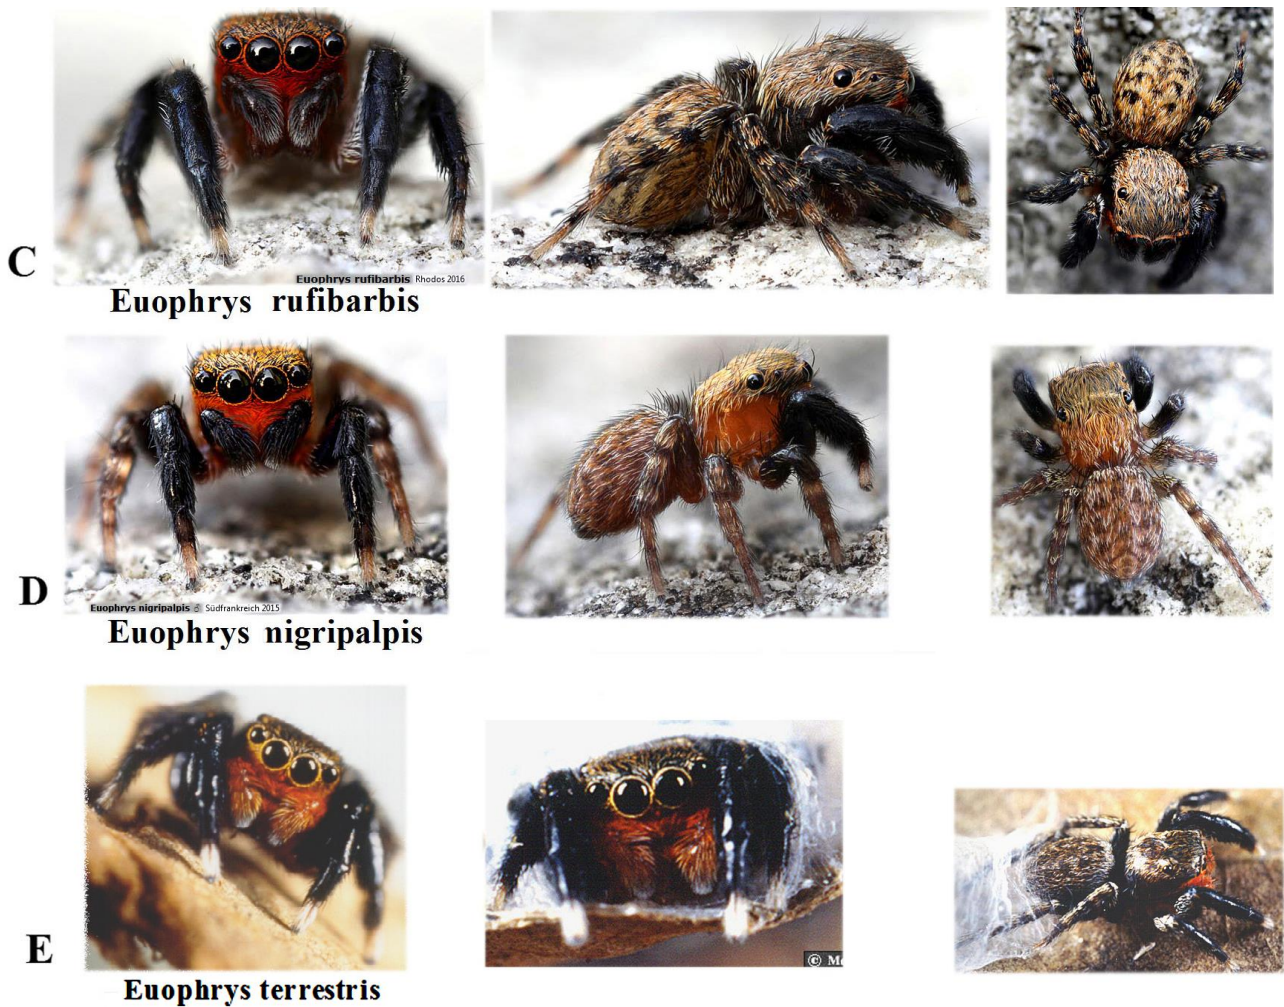 C
Euophrys rufibarbis Rhodos 2016
Euophrys rufibarbis
D
Euophrys nigripalpis ♂ Südfrankreich 2015
Euophrys nigripalpis
E
© M
Euophrys terrestris